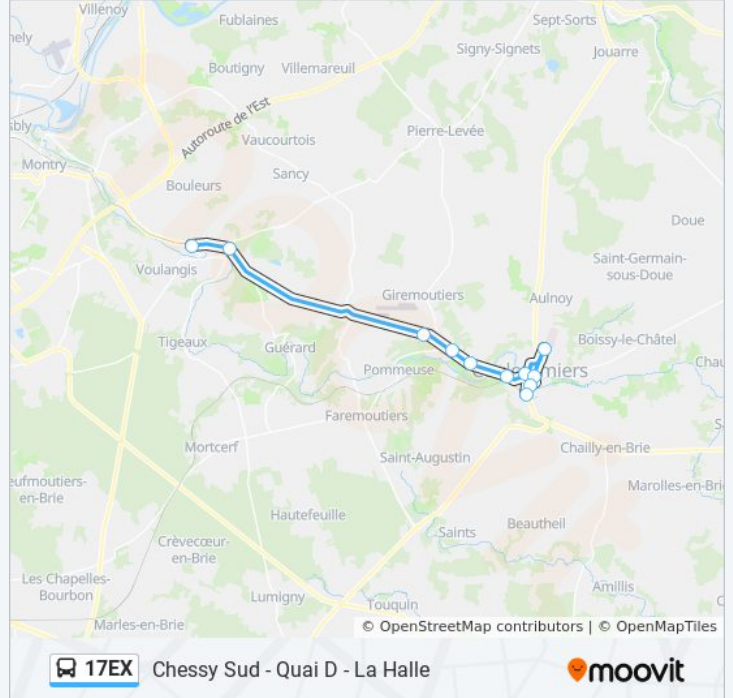 Villenoy
Fublaines
Sept-Sorts
Signy-Signets
Jouarre
Boutigny
Villemareuil
Autoroute de l'Est
Pierre-Levée
Vaucourtois
Montry
Sancy
Bouleurs
Doue
Voulangis
Saint-Germain-
sous-Doue
Giremoutiers
Aulnoy
Tigeaux
Guérard
Boissy-le-Châtel
Pommeuse
Faremoutiers
Mortcerf
Chailly-en-Brie
Saint-Augustin
en-Brie
Marolles-en-Bri
Hautefeuille
Beautheil
Saints
Crèvecœur-
en-Brie
Les Chapelles-
Bourbon
Amillis
Lumigny
Touquin
Marles-en-Brie
© OpenStreetMap contributors | © OpenMapTiles
17EX Chessy Sud - Quai D - La Halle
moovit